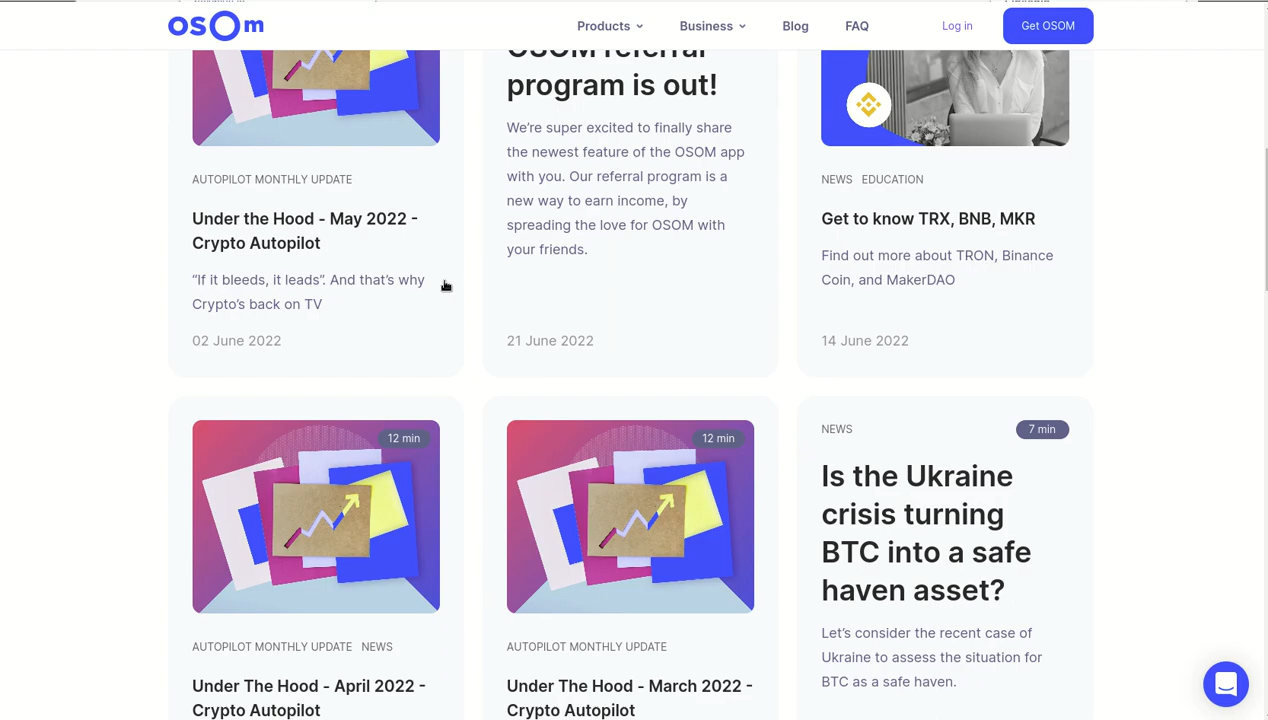 osOm
Products
Business
Blog
FAQ
Log in
Get OSOM
AUTOPILOT MONTHLY UPDATE
Under the Hood - May 2022 -
Crypto Autopilot
“If it bleeds, it leads”. And that’s why
Crypto’s back on TV
02 June 2022
OSOM referral
program is out!
We’re super excited to finally share
the newest feature of the OSOM app
with you. Our referral program is a
new way to earn income, by
spreading the love for OSOM with
your friends.
21 June 2022
NEWS EDUCATION
Get to know TRX, BNB, MKR
Find out more about TRON, Binance
Coin, and MakerDAO
14 June 2022
12 min
AUTOPILOT MONTHLY UPDATE NEWS
Under The Hood - April 2022 -
Crypto Autopilot
12 min
AUTOPILOT MONTHLY UPDATE
Under The Hood - March 2022 -
Crypto Autopilot
NEWS
7 min
Is the Ukraine
crisis turning
BTC into a safe
haven asset?
Let’s consider the recent case of
Ukraine to assess the situation for
BTC as a safe haven.